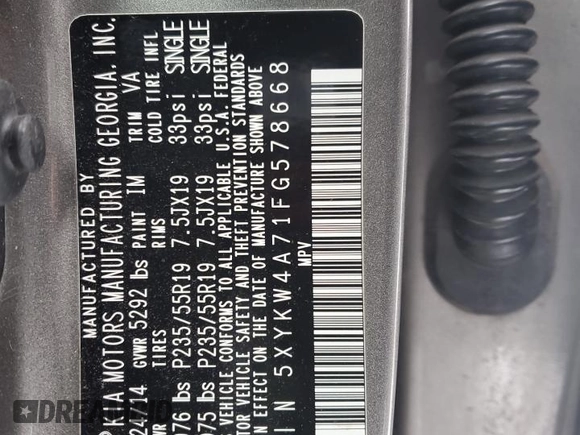 MANUFACTURED BY
KIA MOTORS MANUFACTURING GEORGIA, INC.
GVWR 5292 lbs PAINT IM TRIM VA
TIRES RIMS COLD TIRE INFL
lbs P235/55R19 7.5JX19 33psi SINGLE
lbs P235/55R19 7.5JX19 33psi SINGLE
VEHICLE CONFORMS TO ALL APPLICABLE U.S.A. FEDERAL
VEHICLE SAFETY AND THEFT PREVENTION STANDARDS
IN EFFECT ON THE DATE OF MANUFACTURE SHOWN ABOVE
5XYKW4A71FG578668
MPV